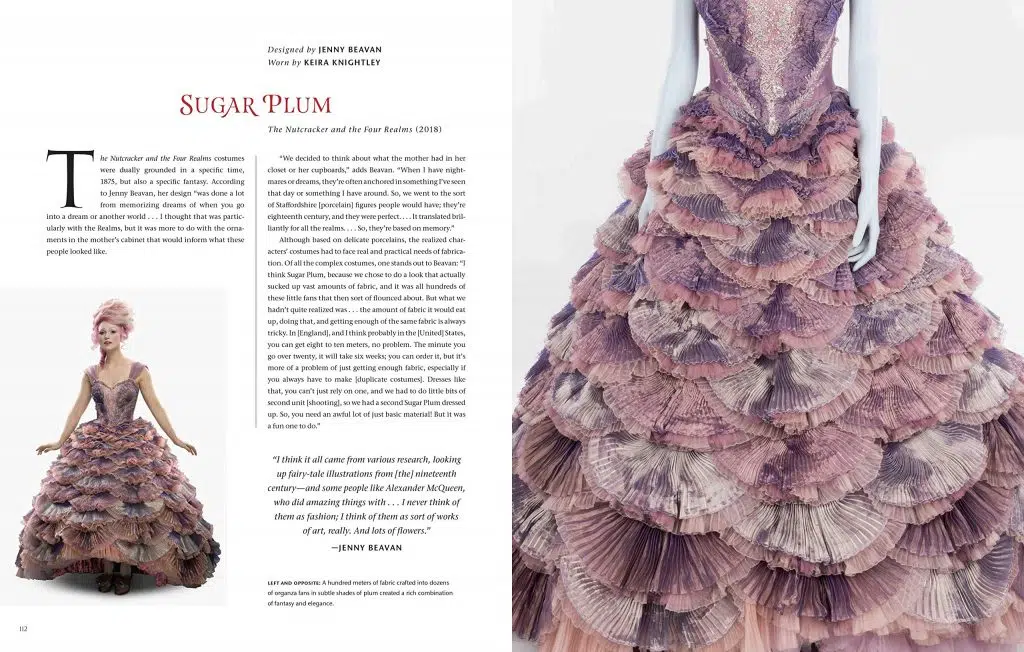 Designed by JENNY BEAVAN
Worn by KEIRA KNIGHTLEY
SUGAR PLUM
The Nutcracker and the Four Realms (2018)
The Nutcracker and the Four Realms costumes
were dually grounded in a specific time,
1875, but also a specific fantasy. According
to Jenny Beavan, her design “was done a lot
from memorizing dreams of when you go
into a dream or another world . . . I thought that was partic-
ularly with the Realms, but it was more to do with the orna-
ments in the mother’s cabinet that would inform what these
people looked like.
“We decided to think about what the mother had in her
closet or her cupboards,” adds Beavan. “When I have night-
mares or dreams, they’re often anchored in something I’ve seen
that day or something I have around. So, we went to the sort
of Staffordshire [porcelain] figures people would have; they’re
eighteenth century, and they were perfect. . . . It translated bril-
liantly for all the realms. . . . So, they’re based on memory.”
Although based on delicate porcelains, the realized char-
acters’ costumes had to face real and practical needs of fabrica-
tion. Of all the complex costumes, one stands out to Beavan: “I
think Sugar Plum, because we chose to do a look that actually
sucked up vast amounts of fabric, and it was all hundreds of
these little fans that then sort of flounced about. But what we
hadn’t quite realized was . . . the amount of fabric it would eat
up, doing that, and getting enough of the same fabric is always
tricky. In [England], and I think probably in the [United] States,
you can get eight to ten meters, no problem. The minute you
go over twenty, it will take six weeks; you can order it, but it’s
more of a problem of just getting enough fabric, especially if
you always have to make [duplicate costumes]. Dresses like
that, you can’t just rely on one, and we had to do little bits of
second unit [shooting], so we had a second Sugar Plum dressed
up. So, you need an awful lot of just basic material! But it was
a fun one to do.”
“I think it all came from various research, looking
up fairy-tale illustrations from [the] nineteenth
century—and some people like Alexander McQueen,
who did amazing things with . . . I never think of
them as fashion; I think of them as sort of works
of art, really. And lots of flowers.”
—JENNY BEAVAN
LEFT AND OPPOSITE: A hundred meters of fabric crafted into dozens
of organza fans in subtle shades of plum created a rich combination
of fantasy and elegance.
112